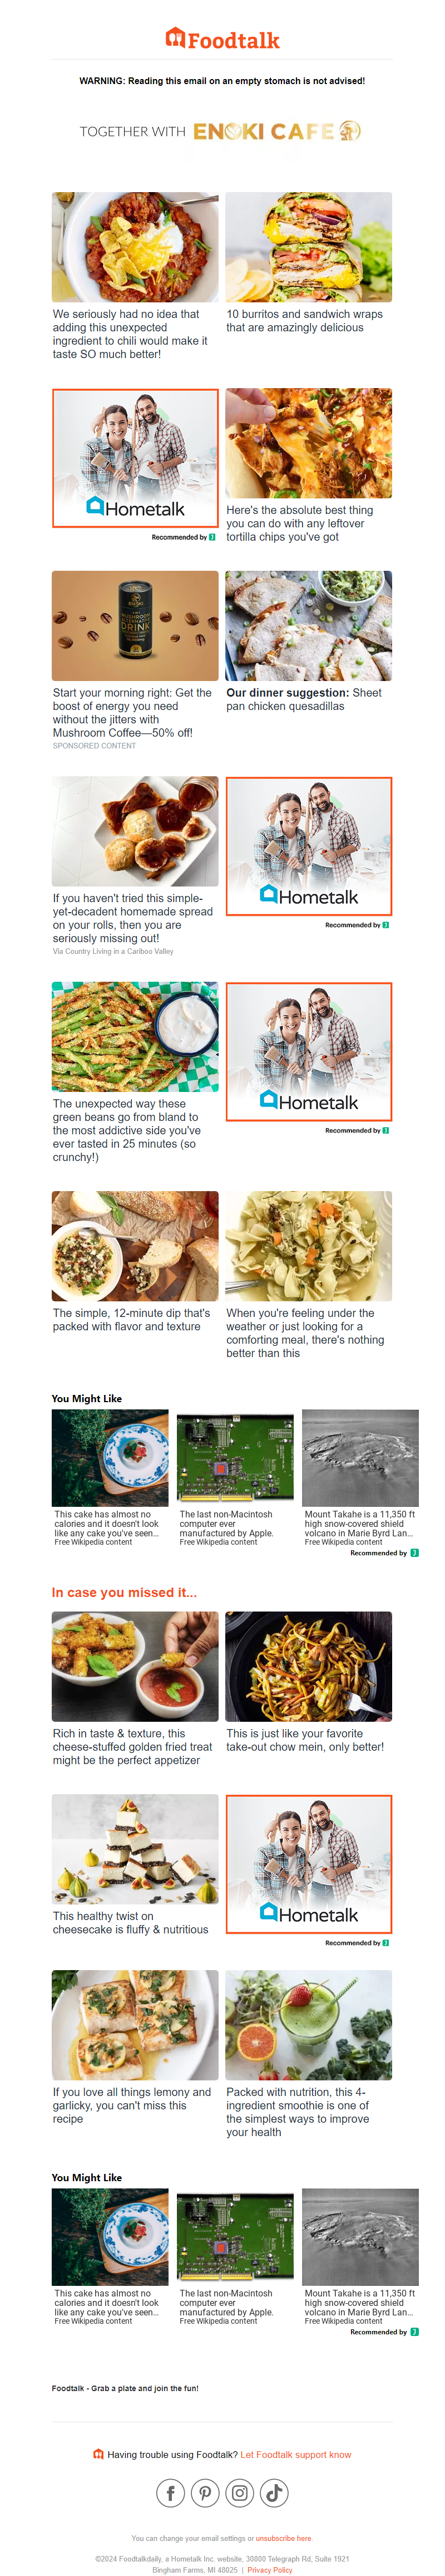 Foodtalk
WARNING: Reading this email on an empty stomach is not advised!
TOGETHER WITH ENOKI CAFE
We seriously had no idea that
adding this unexpected
ingredient to chili would make it
taste SO much better!
10 burritos and sandwich wraps
that are amazingly delicious
Hometalk
Recommended by
Here's the absolute best thing
you can do with any leftover
tortilla chips you've got
MUSHROOM
ALTERNATIVE
DRINK
Start your morning right: Get the
boost of energy you need
without the jitters with
Mushroom Coffee—50% off!
SPONSORED CONTENT
Our dinner suggestion: Sheet
pan chicken quesadillas
If you haven't tried this simple-
yet-decadent homemade spread
on your rolls, then you are
seriously missing out!
Via Country Living in a Cariboo Valley
Hometalk
Recommended by
The unexpected way these
green beans go from bland to
the most addictive side you've
ever tasted in 25 minutes (so
crunchy!)
Hometalk
Recommended by
The simple, 12-minute dip that's
packed with flavor and texture
When you're feeling under the
weather or just looking for a
comforting meal, there's nothing
better than this
You Might Like
This cake has almost no
calories and it doesn't look
like any cake you've seen...
Free Wikipedia content
The last non-Macintosh
computer ever
manufactured by Apple.
Free Wikipedia content
Mount Takahe is a 11,350 ft
high snow-covered shield
volcano in Marie Byrd Lan...
Free Wikipedia content
Recommended by
In case you missed it...
Rich in taste & texture, this
cheese-stuffed golden fried treat
might be the perfect appetizer
This is just like your favorite
take-out chow mein, only better!
This healthy twist on
cheesecake is fluffy & nutritious
Hometalk
Recommended by
If you love all things lemony and
garlicky, you can't miss this
recipe
Packed with nutrition, this 4-
ingredient smoothie is one of
the simplest ways to improve
your health
You Might Like
This cake has almost no
calories and it doesn't look
like any cake you've seen...
Free Wikipedia content
The last non-Macintosh
computer ever
manufactured by Apple.
Free Wikipedia content
Mount Takahe is a 11,350 ft
high snow-covered shield
volcano in Marie Byrd Lan...
Free Wikipedia content
Recommended by
Foodtalk - Grab a plate and join the fun!
Having trouble using Foodtalk? Let Foodtalk support know
You can change your email settings or unsubscribe here.
©2024 Foodtalkdaily, a Hometalk Inc. website, 30800 Telegraph Rd, Suite 1921
Bingham Farms, MI 48025 | Privacy Policy